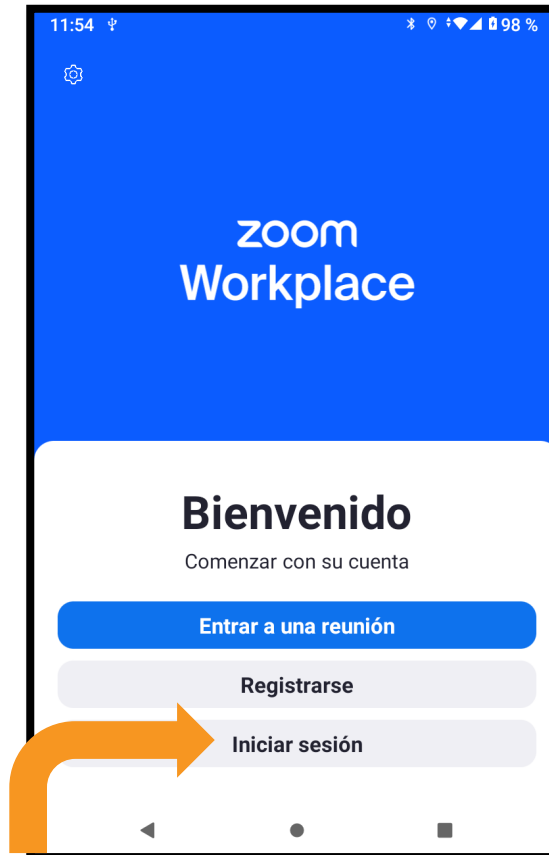 11:54 98 %
zoom
Workplace
Bienvenido
Comenzar con su cuenta
Entrar a una reunión
Registrarse
Iniciar sesión